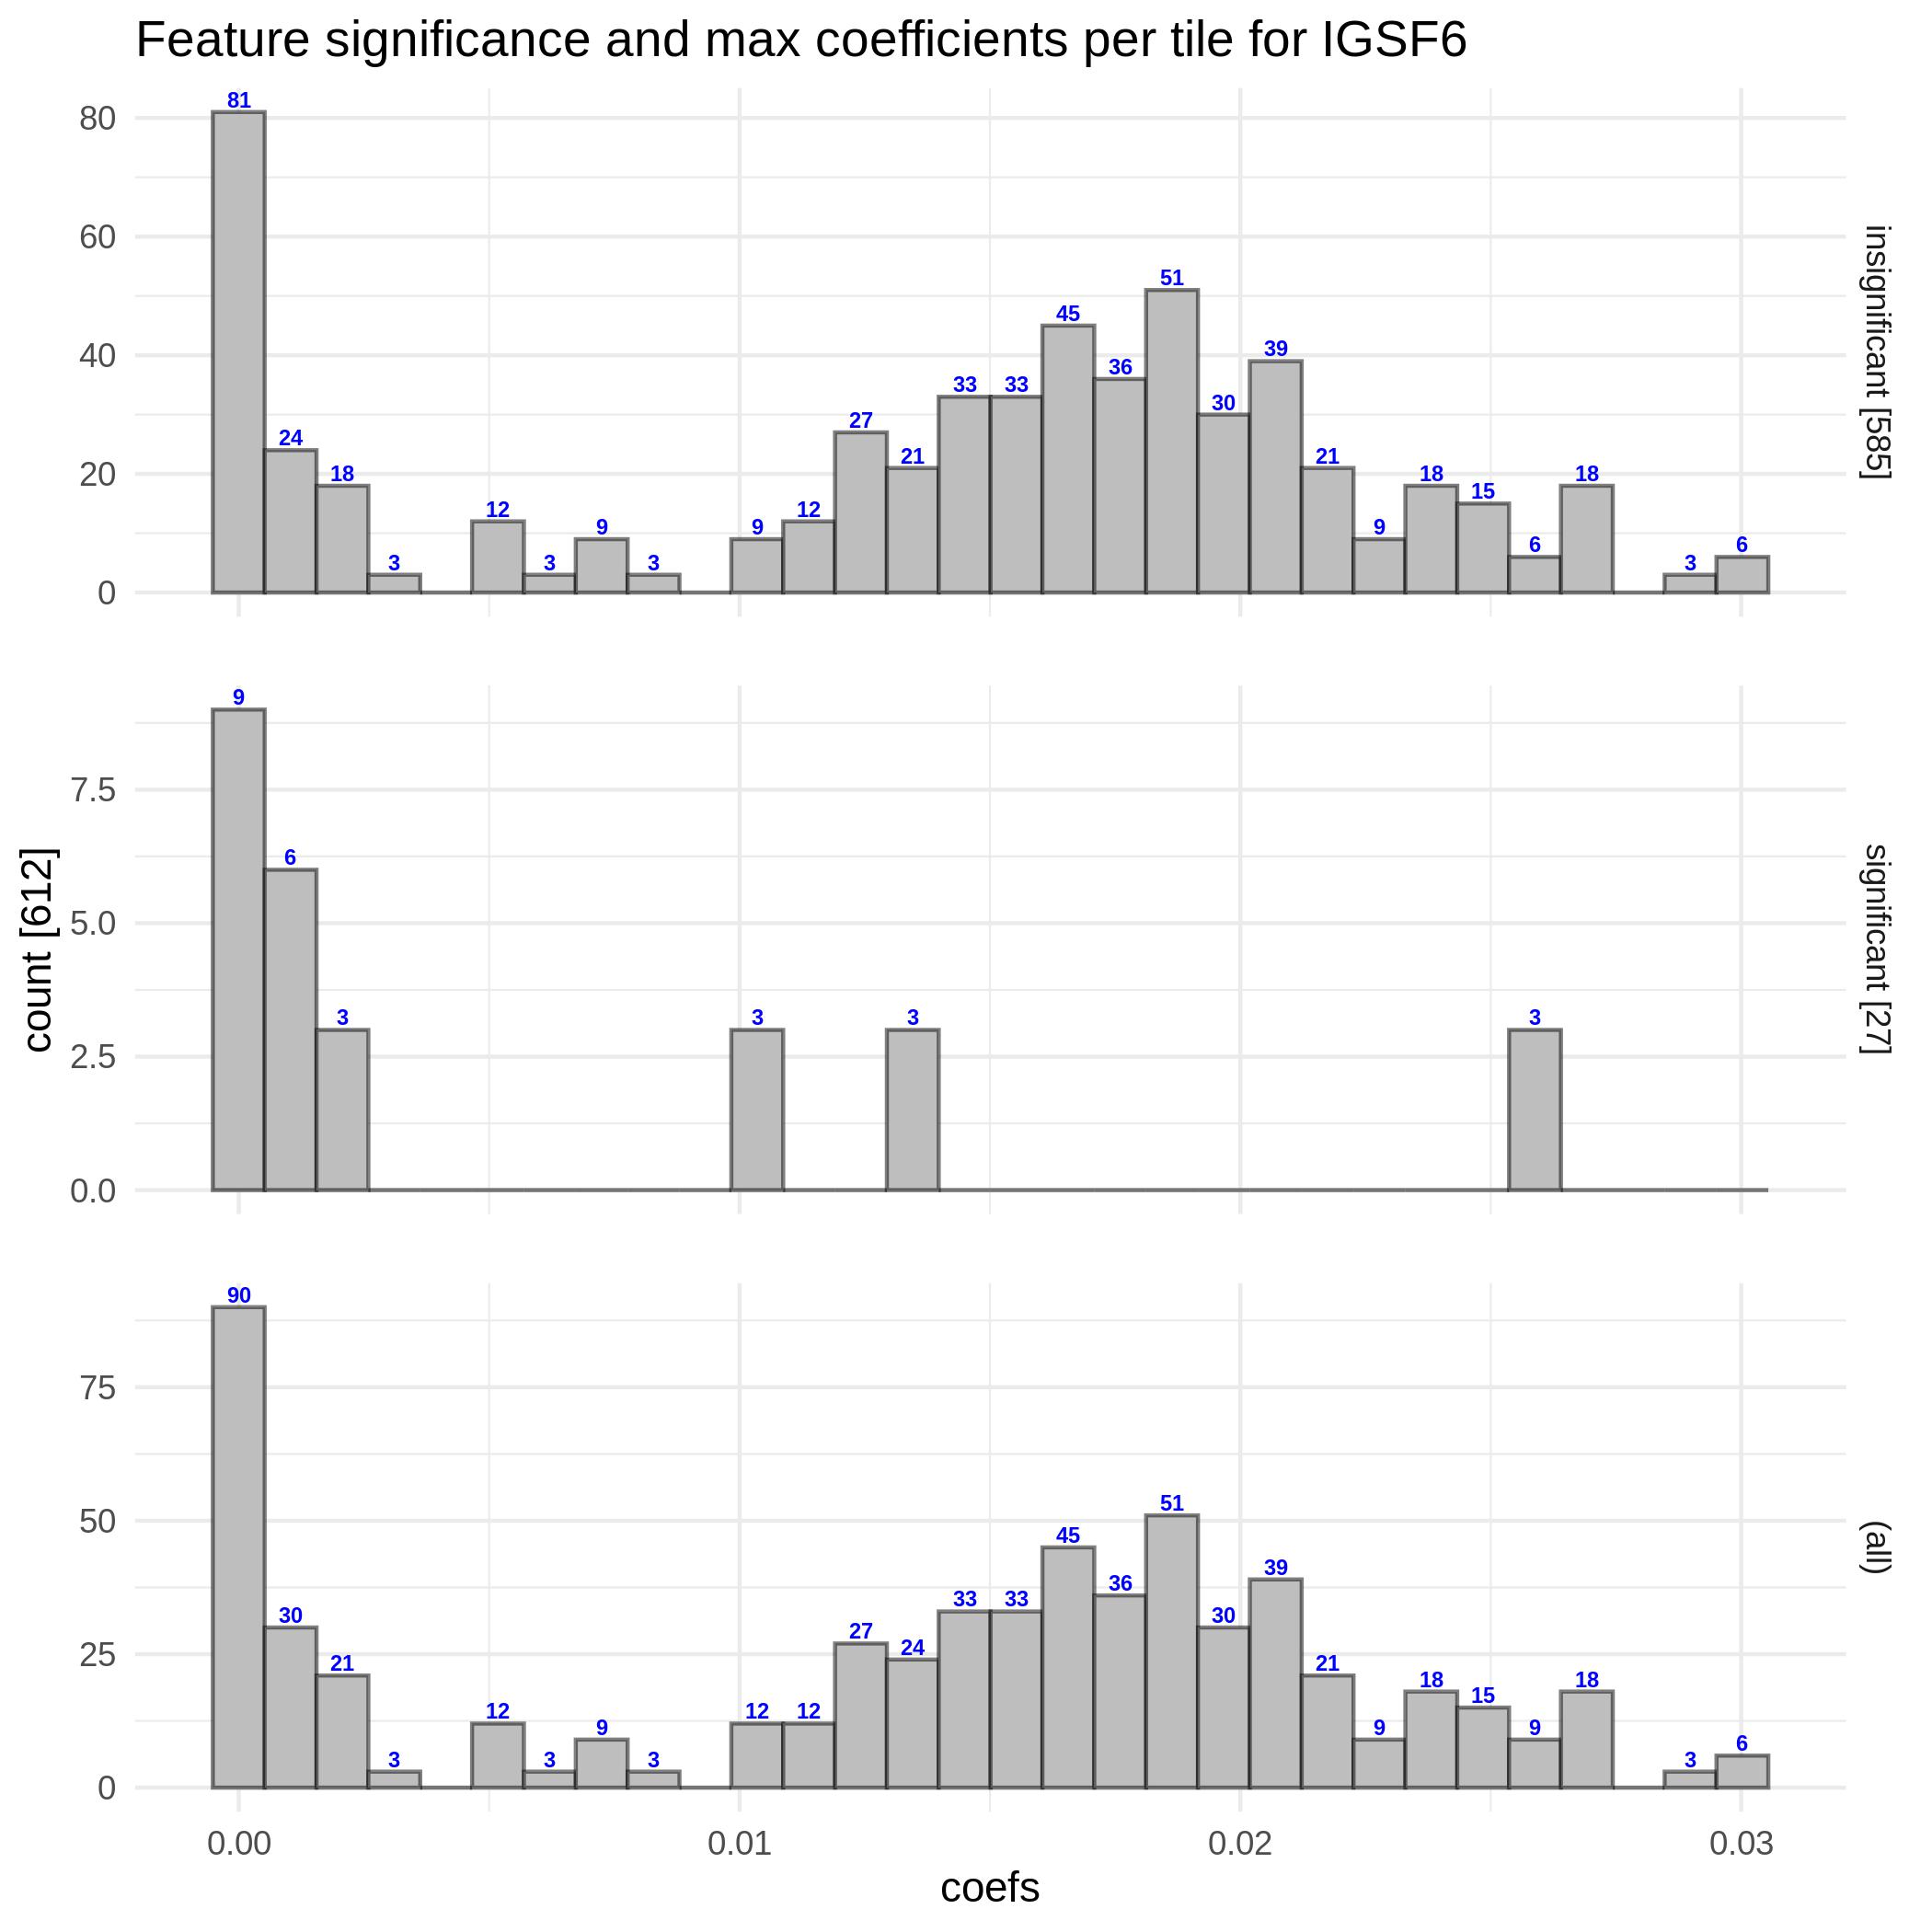 Feature significance and max coefficients per tile for IGSF6
count [612]
81
80
60
51
45
40
39
36
33 33
30
27
24
21 21
20
18 18 18
15
12 12
9 9 9
6 6
3 3 3 3
0
insignificant [585]
9
7.5
6
5.0
3 3 3 3
2.5
0.0
significant [27]
90
75
51
50
45
39
36
33 33
30 30
27
25
24
21 21
18 18
15
12 12 12
9 9 9
6
3 3 3 3
0
(all)
0.00 0.01 0.02 0.03
coefs